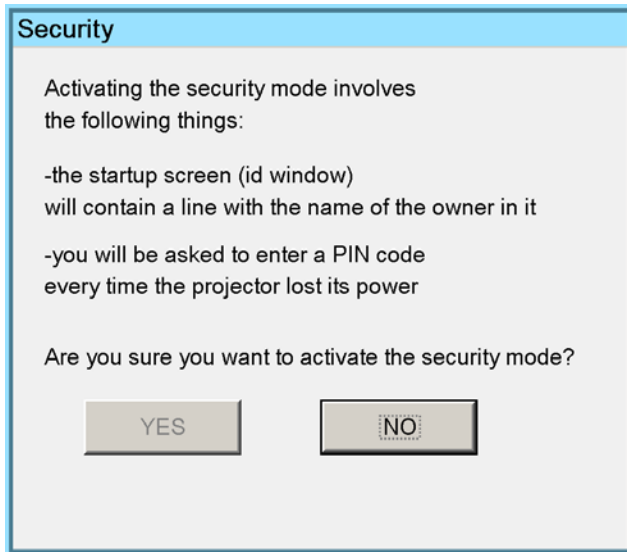 Security
Activating the security mode involves
the following things:
-the startup screen (id window)
will contain a line with the name of the owner in it
-you will be asked to enter a PIN code
every time the projector lost its power
Are you sure you want to activate the security mode?
YES NO